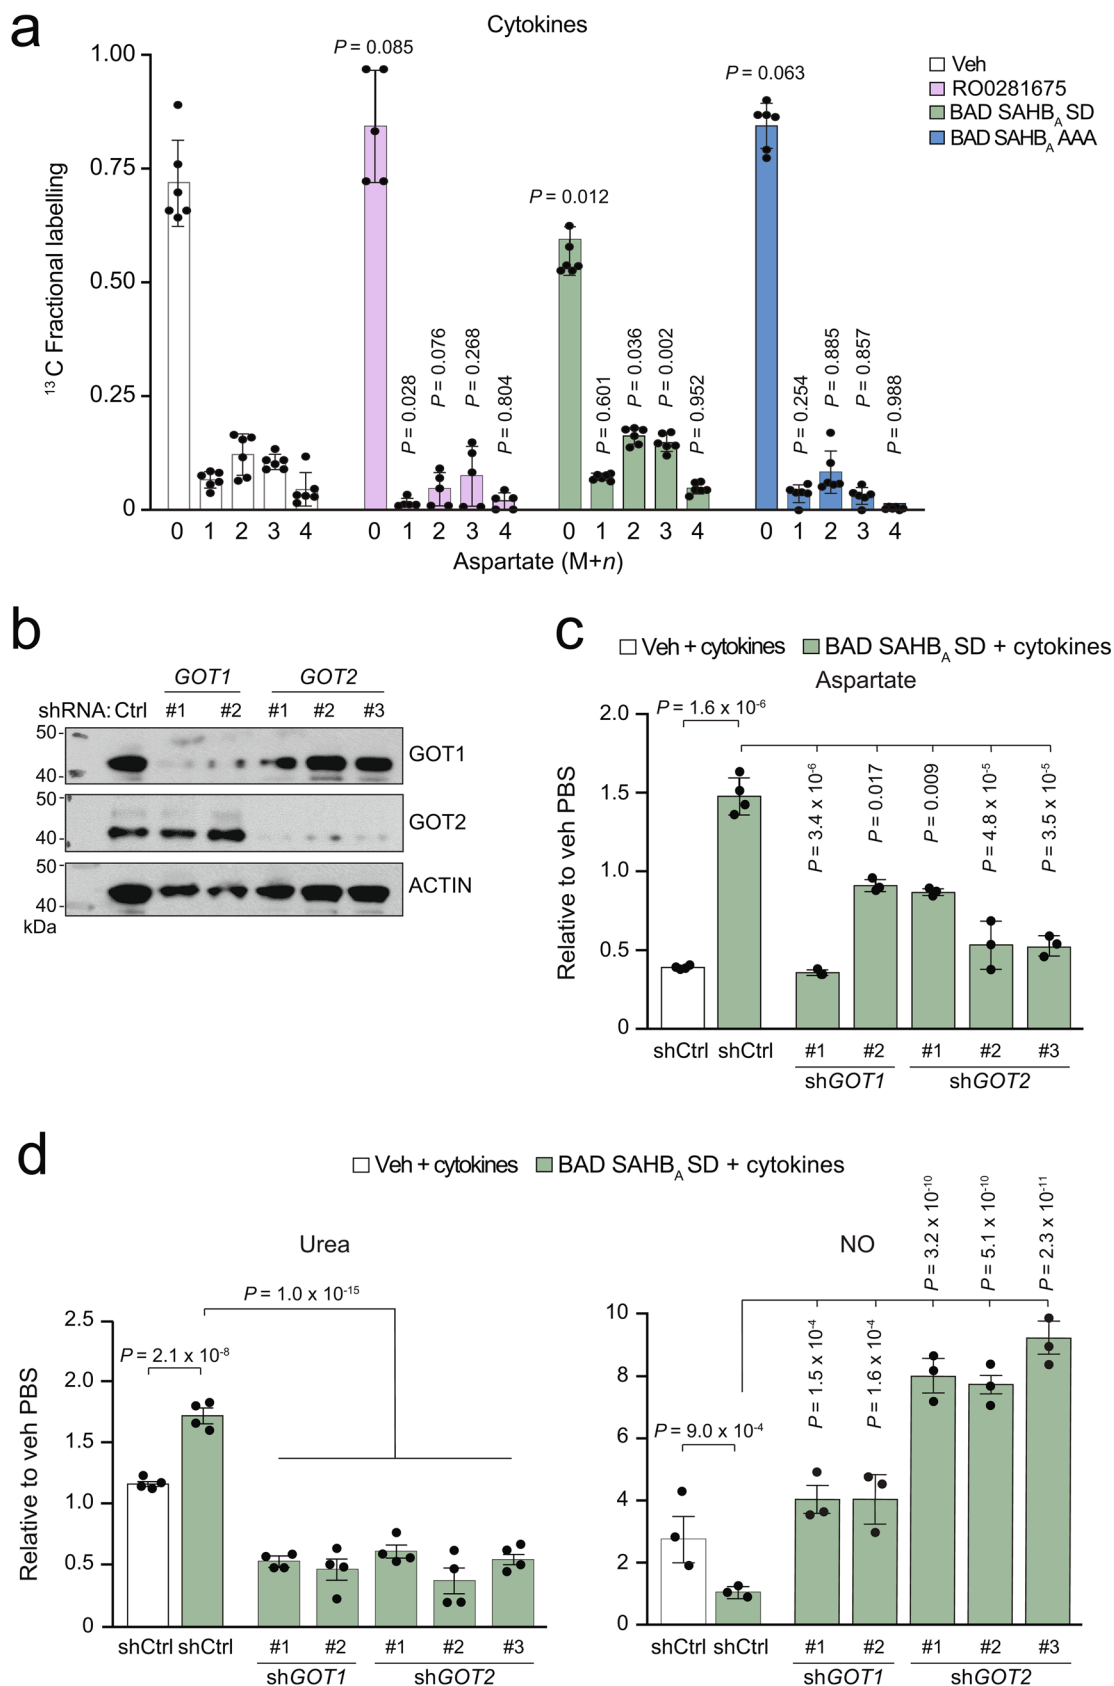 a
Cytokines
Veh
RO0281675
BAD SAHB_A SD
BAD SAHB_A AAA
P = 0.085
P = 0.012
P = 0.063
1.00
0.75
0.50
0.25
0
¹³C Fractional labelling
P = 0.028
P = 0.076
P = 0.268
P = 0.804
P = 0.601
P = 0.036
P = 0.002
P = 0.952
P = 0.254
P = 0.885
P = 0.857
P = 0.988
0 1 2 3 4 0 1 2 3 4 0 1 2 3 4 0 1 2 3 4
Aspartate (M+n)
b
GOT1 GOT2
shRNA: Ctrl #1 #2 #1 #2 #3
50-
40-
GOT1
50-
40-
GOT2
50-
40-
ACTIN
kDa
c
Veh + cytokines BAD SAHB_A SD + cytokines
Aspartate
P = 1.6 x 10⁻⁶
P = 3.4 x 10⁻⁶
P = 0.017
P = 0.009
P = 4.8 x 10⁻⁵
P = 3.5 x 10⁻⁵
2.0
1.5
1.0
0.5
0
Relative to veh PBS
shCtrl shCtrl #1 #2 #1 #2 #3
shGOT1 shGOT2
d
Veh + cytokines BAD SAHB_A SD + cytokines
Urea
P = 1.0 x 10⁻¹⁵
P = 2.1 x 10⁻⁸
2.5
2.0
1.5
1.0
0.5
0
Relative to veh PBS
shCtrl shCtrl #1 #2 #1 #2 #3
shGOT1 shGOT2
NO
P = 9.0 x 10⁻⁴
P = 1.5 x 10⁻⁴
P = 1.6 x 10⁻⁴
P = 3.2 x 10⁻¹⁰
P = 5.1 x 10⁻¹⁰
P = 2.3 x 10⁻¹¹
10
8
6
4
2
0
shCtrl shCtrl #1 #2 #1 #2 #3
shGOT1 shGOT2